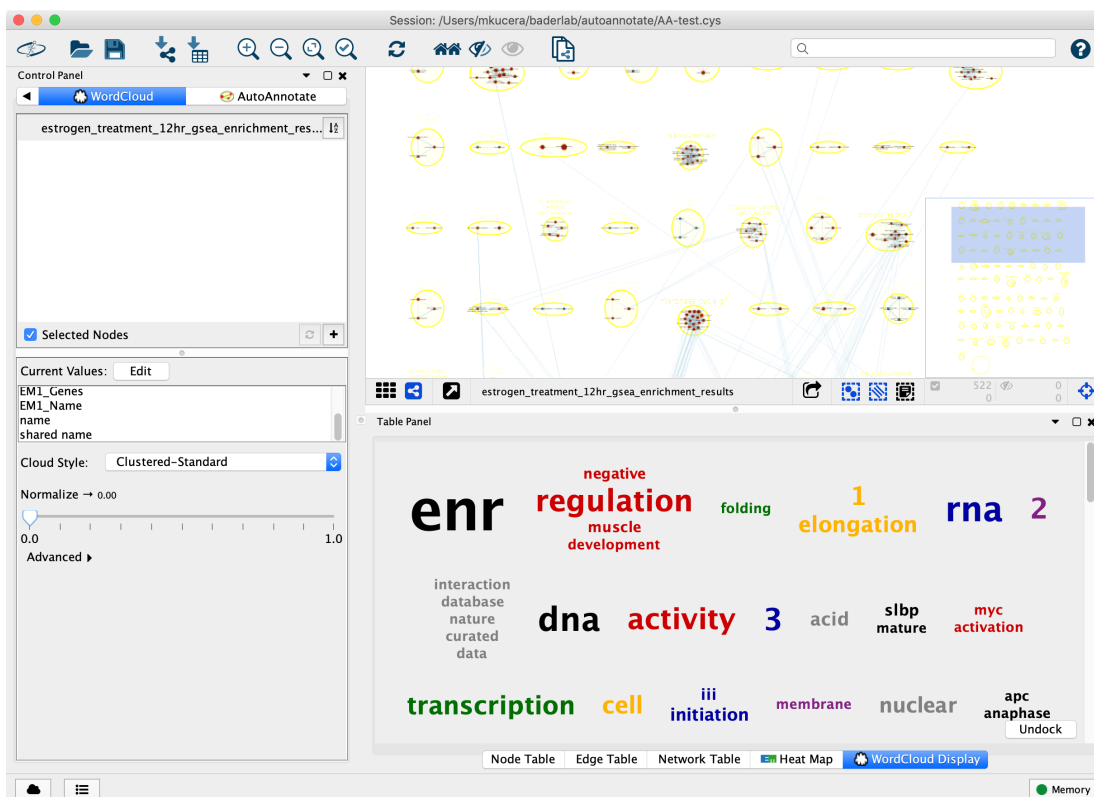 Session: /Users/mkucera/baderlab/autoannotate/AA-test.cys
Control Panel
WordCloud
AutoAnnotate
estrogen_treatment_12hr_gsea_enrichment_res...
Selected Nodes
Current Values:
Edit
EM1_Genes
EM1_Name
name
shared name
Cloud Style:
Clustered-Standard
Normalize → 0.00
0.0
1.0
Advanced
estrogen_treatment_12hr_gsea_enrichment_results
522
0
0
0
Table Panel
enr
negative
regulation
muscle
development
folding
1
elongation
rna
2
interaction
database
nature
curated
data
dna
activity
3
acid
slbp
mature
myc
activation
transcription
cell
iii
initiation
membrane
nuclear
apc
anaphase
Undock
Node Table
Edge Table
Network Table
Heat Map
WordCloud Display
Memory